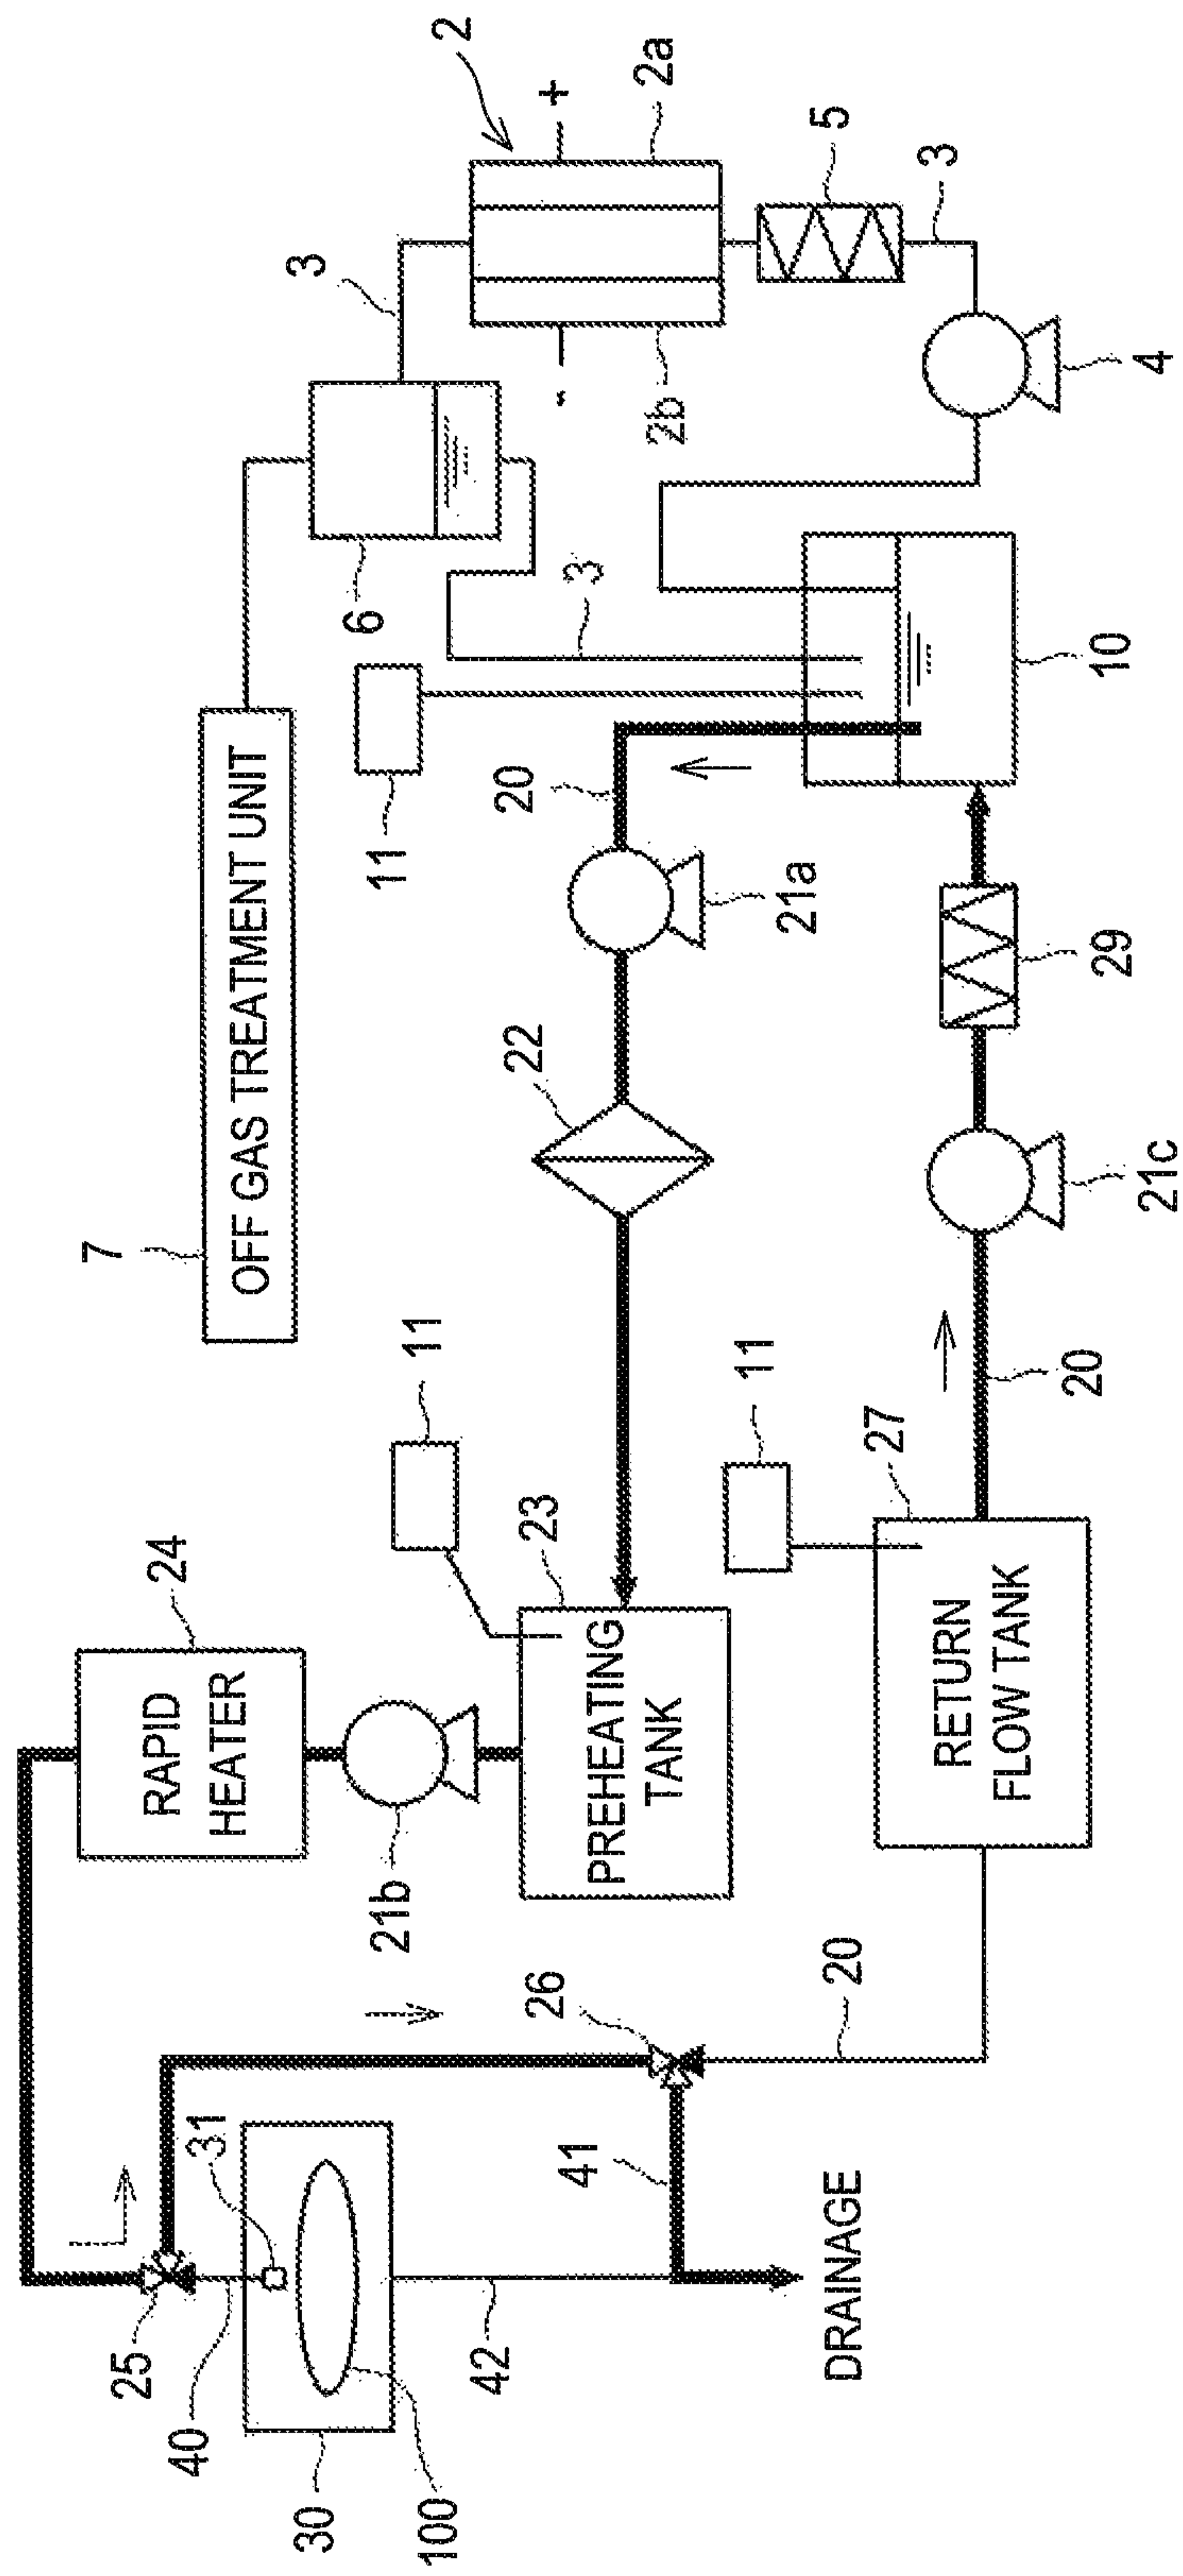 7
25
24
RAPID
HEATER
40
31
OFF GAS TREATMENT UNIT
3
30
6
21b
11
11
100
2
42
20
22
26
23
- +
41
3
PREHEATING
TANK
2b
2a
11
21a
5
DRAINAGE
20
27
3
RETURN
FLOW TANK
20
29
10
21c
4